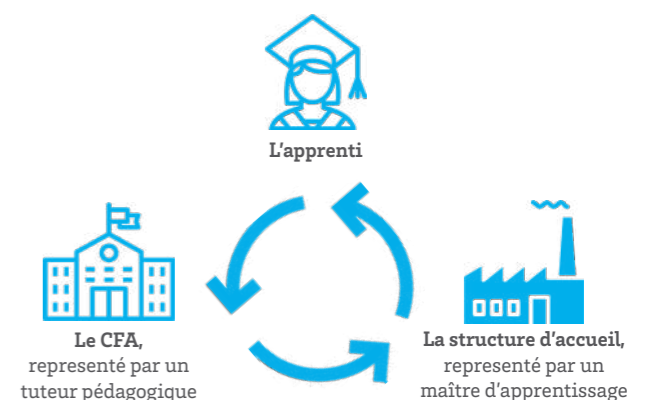 L'apprenti
Le CFA,
representé par un
tuteur pédagogique
La structure d'accueil,
representé par un
maître d'apprentissage